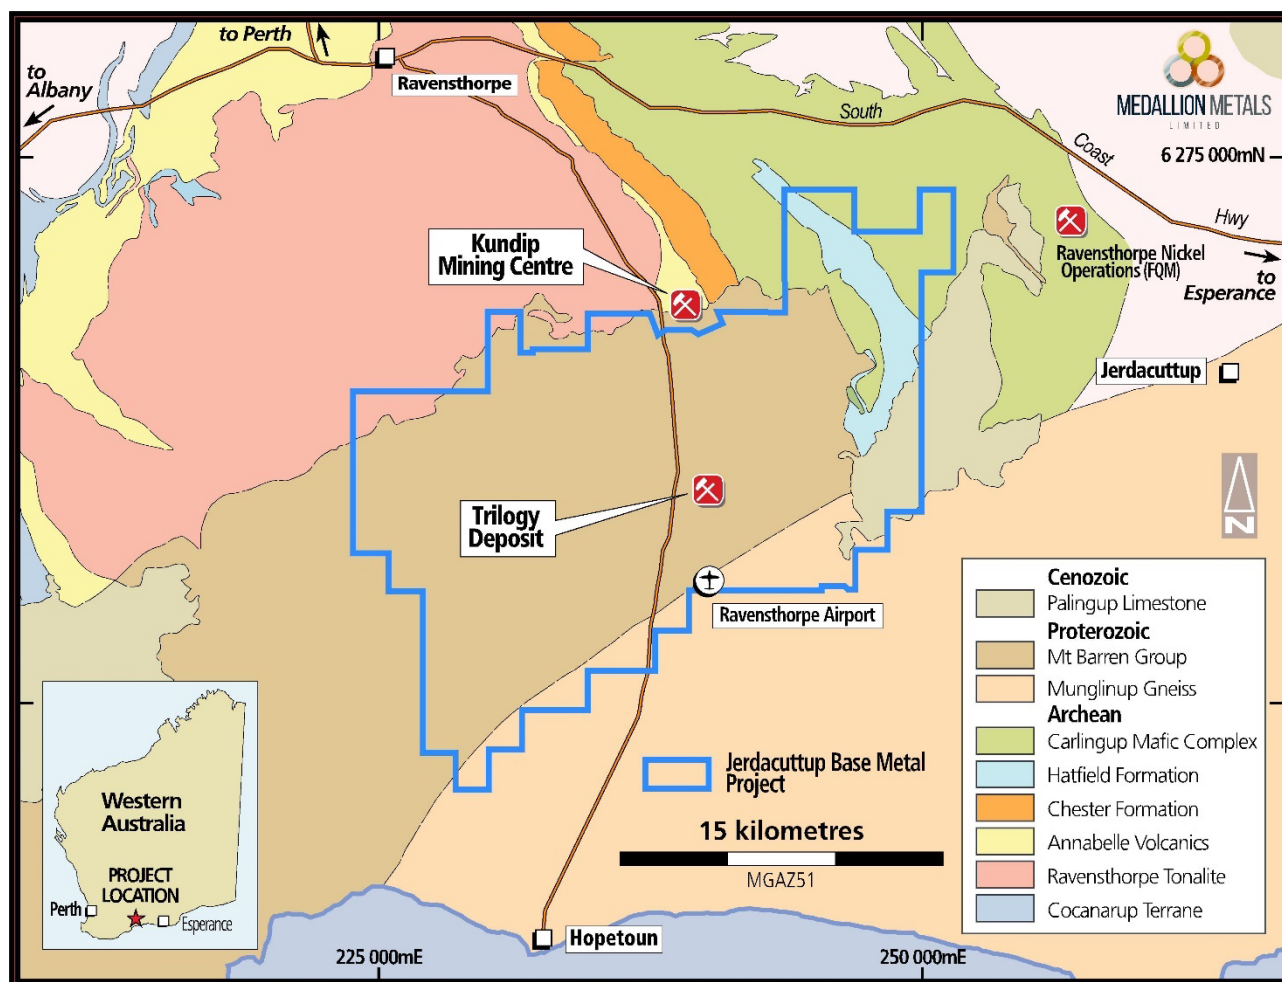 to Perth
to
Albany
Ravensthorpe
South
Coast
Hwy
MEDALLION METALS
LIMITED
6 275 000mN
Kundip
Mining Centre
Ravensthorpe Nickel
Operations (FQM)
to
Esperance
Jerdacuttup
Trilogy
Deposit
Ravensthorpe Airport
N
Cenozoic
Palingup Limestone
Proterozoic
Mt Barren Group
Munglinup Gneiss
Archean
Carlingup Mafic Complex
Hatfield Formation
Chester Formation
Annabelle Volcanics
Ravensthorpe Tonalite
Cocanarup Terrane
Jerdacuttup Base Metal
Project
15 kilometres
MGAZ51
Western
Australia
PROJECT
LOCATION
Perth
Esperance
Hopetoun
225 000mE
250 000mE